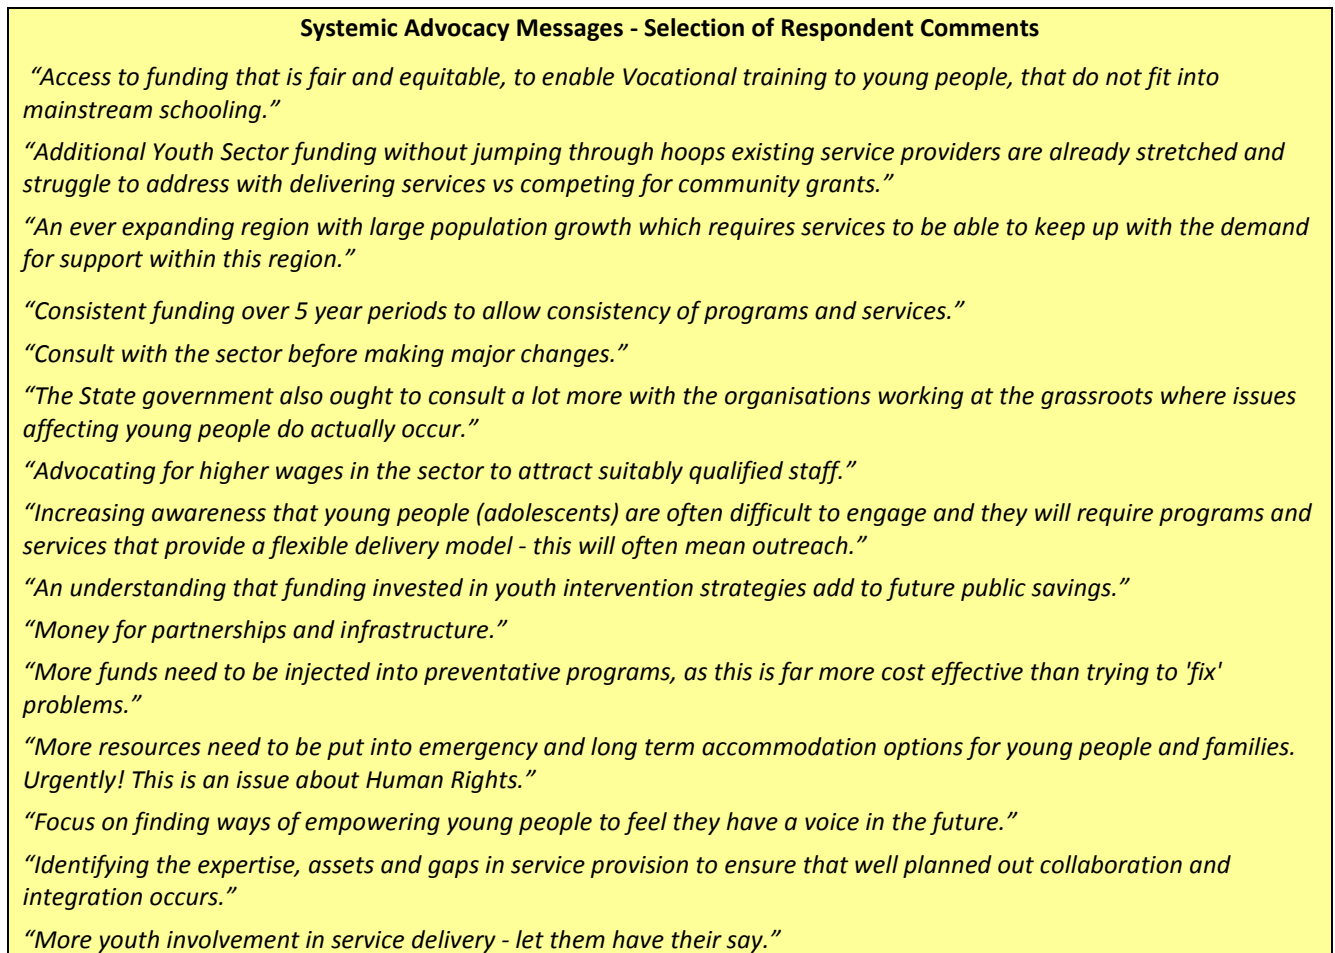 Systemic Advocacy Messages - Selection of Respondent Comments
“Access to funding that is fair and equitable, to enable Vocational training to young people, that do not fit into
mainstream schooling.”
“Additional Youth Sector funding without jumping through hoops existing service providers are already stretched and
struggle to address with delivering services vs competing for community grants.”
“An ever expanding region with large population growth which requires services to be able to keep up with the demand
for support within this region.”
“Consistent funding over 5 year periods to allow consistency of programs and services.”
“Consult with the sector before making major changes.”
“The State government also ought to consult a lot more with the organisations working at the grassroots where issues
affecting young people do actually occur.”
“Advocating for higher wages in the sector to attract suitably qualified staff.”
“Increasing awareness that young people (adolescents) are often difficult to engage and they will require programs and
services that provide a flexible delivery model - this will often mean outreach.”
“An understanding that funding invested in youth intervention strategies add to future public savings.”
“Money for partnerships and infrastructure.”
“More funds need to be injected into preventative programs, as this is far more cost effective than trying to 'fix'
problems.”
“More resources need to be put into emergency and long term accommodation options for young people and families.
Urgently! This is an issue about Human Rights.”
“Focus on finding ways of empowering young people to feel they have a voice in the future.”
“Identifying the expertise, assets and gaps in service provision to ensure that well planned out collaboration and
integration occurs.”
“More youth involvement in service delivery - let them have their say.”